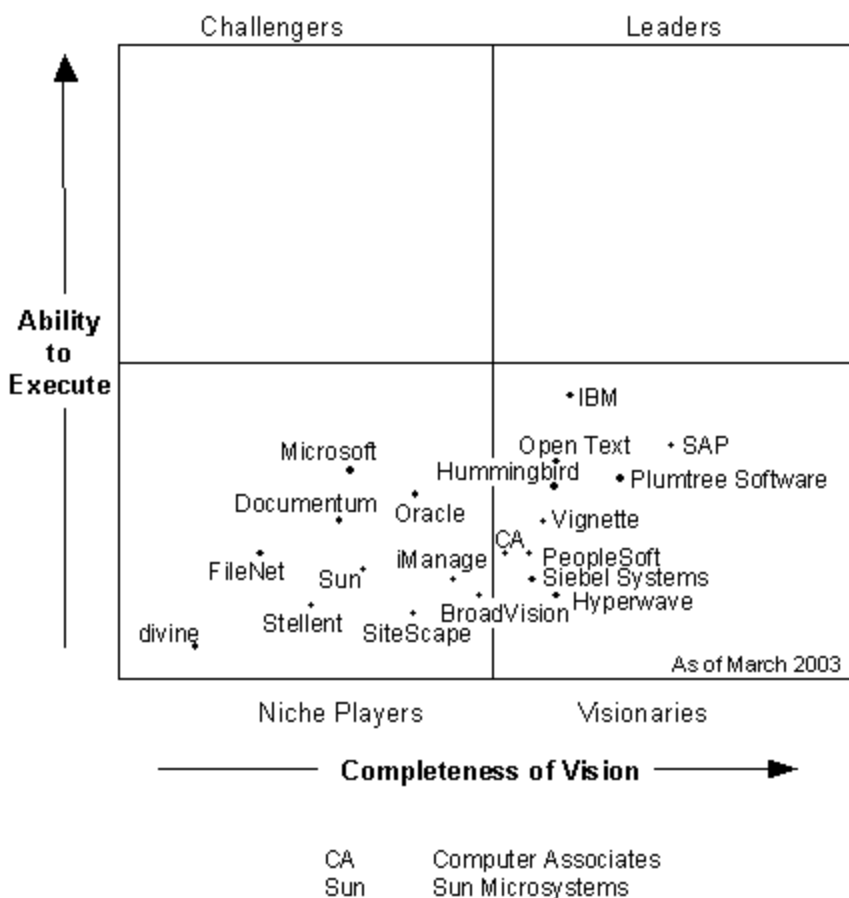 Challengers
Leaders
Ability
to
Execute
IBM
Open Text
SAP
Microsoft
Hummingbird
Plumtree Software
Documentum
Oracle
Vignette
CA
iManage
PeopleSoft
FileNet
Sun
Siebel Systems
BroadVision
Hyperwave
Stellent
SiteScape
divine
As of March 2003
Niche Players
Visionaries
Completeness of Vision
CA Computer Associates
Sun Sun Microsystems